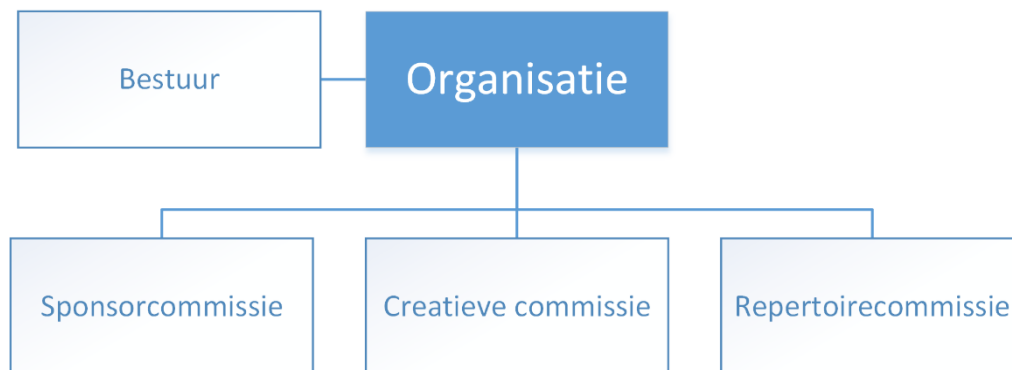 Bestuur
Organisatie
Sponsorcommissie
Creatieve commissie
Repertoirecommissie